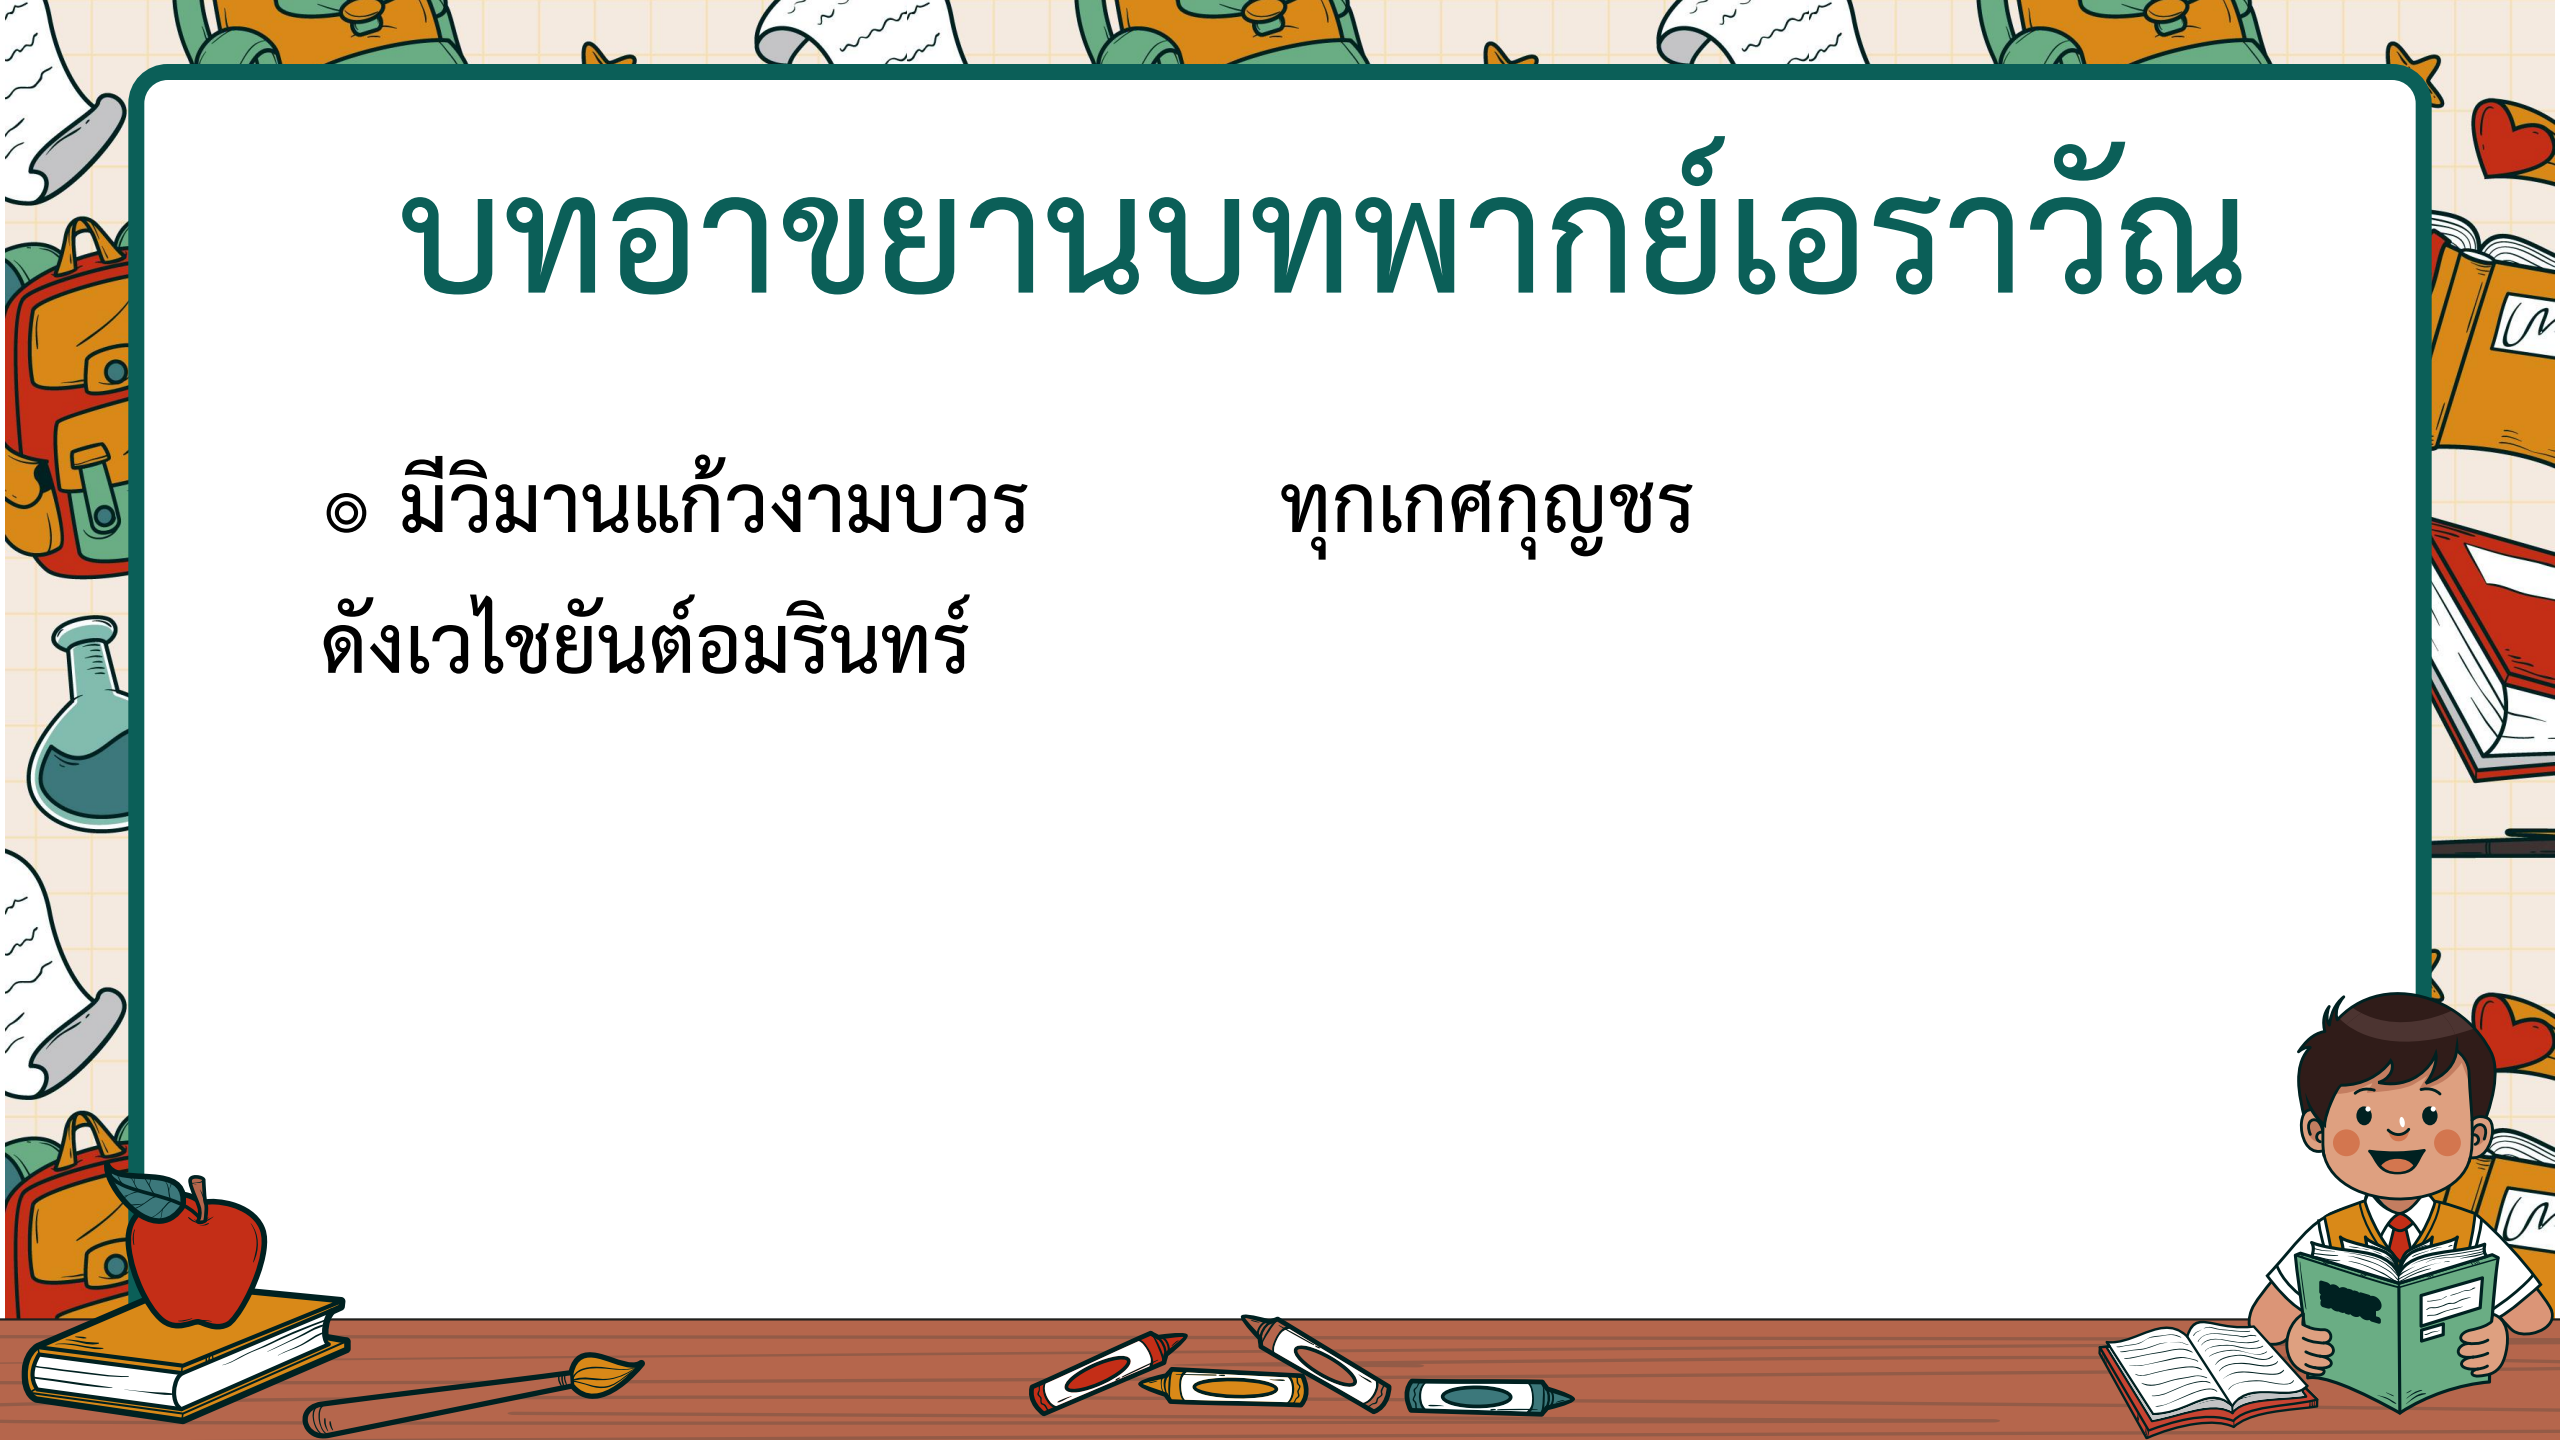 บทอาขยานบทพากย์เอราวัณ
๏ มีวิมานแก้วงามบวร ทุกเกศกุญชร
ดังเวไชยันต์อมรินทร์